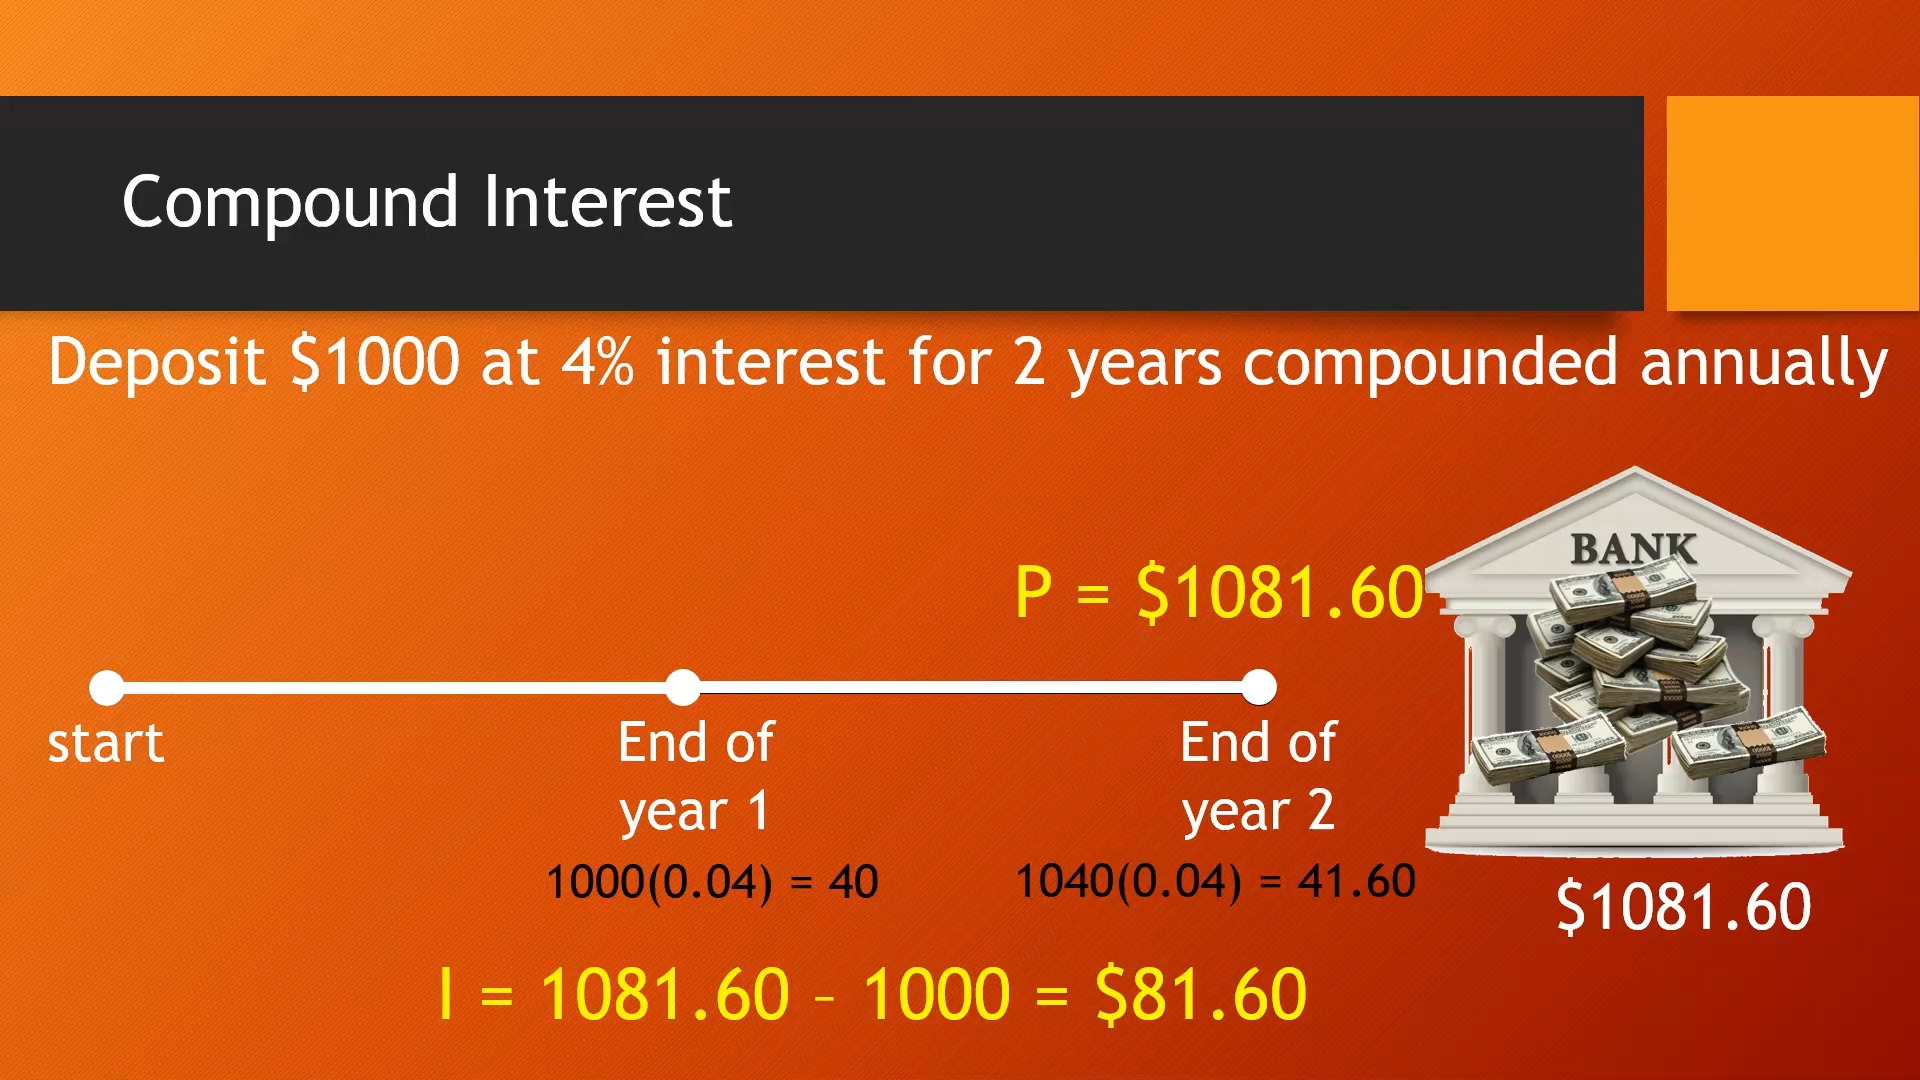 Compound Interest
Deposit $1000 at 4% interest for 2 years compounded annually
BANK
P = $1081.60
start
End of
year 1
End of
year 2
1000(0.04) = 40
1040(0.04) = 41.60
$1081.60
I = 1081.60 – 1000 = $81.60